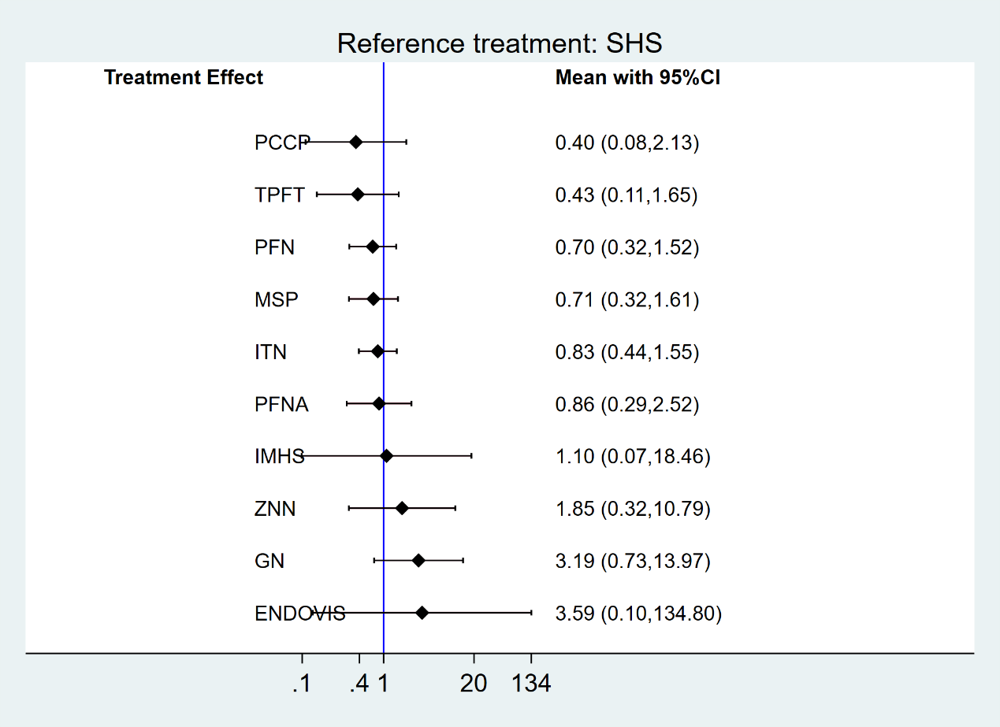 Reference treatment: SHS
Treatment Effect Mean with 95%CI
PCCP 0.40 (0.08,2.13)
TPFT 0.43 (0.11,1.65)
PFN 0.70 (0.32,1.52)
MSP 0.71 (0.32,1.61)
ITN 0.83 (0.44,1.55)
PFNA 0.86 (0.29,2.52)
IMHS 1.10 (0.07,18.46)
ZNN 1.85 (0.32,10.79)
GN 3.19 (0.73,13.97)
ENDOVIS 3.59 (0.10,134.80)
.1 .4 1 20 134